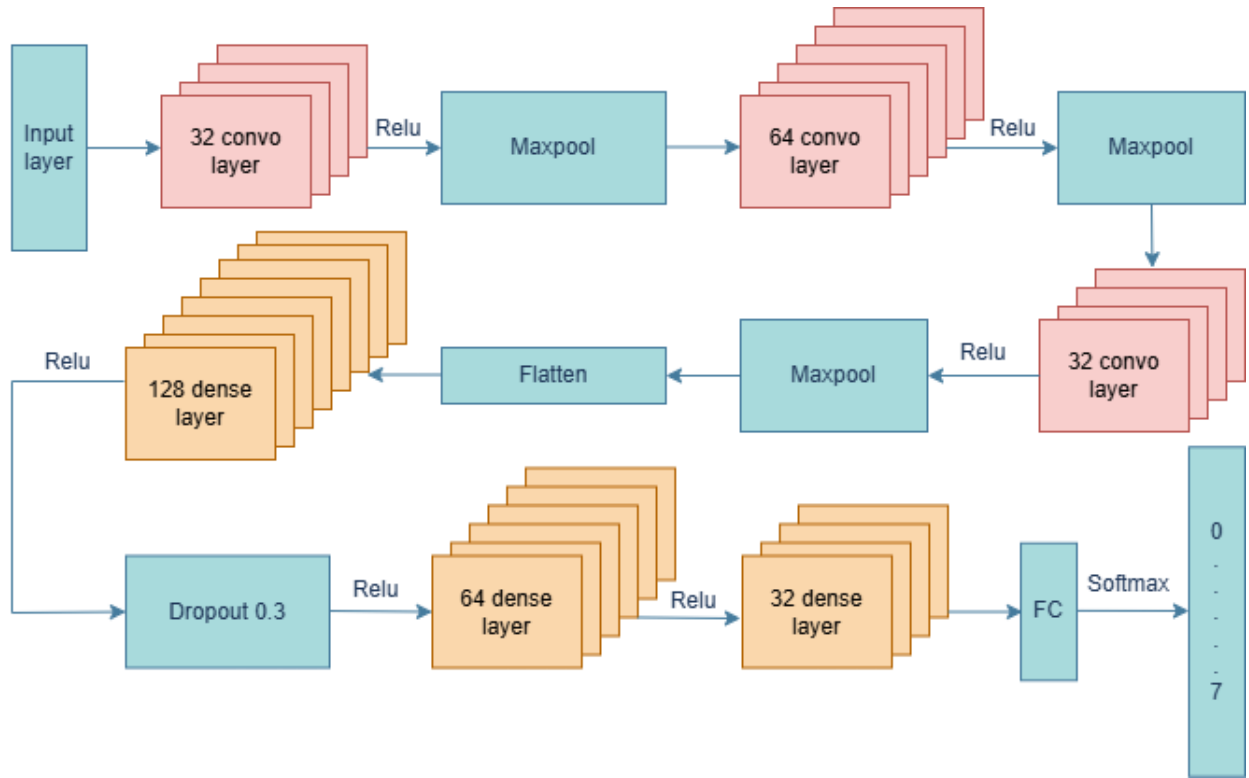 Input
layer
32 convo
layer
Relu
Maxpool
64 convo
layer
Relu
Maxpool
32 convo
layer
Relu
Maxpool
Flatten
128 dense
layer
Relu
Dropout 0.3
Relu
64 dense
layer
Relu
32 dense
layer
FC
Softmax
0
.
.
.
.
.
7